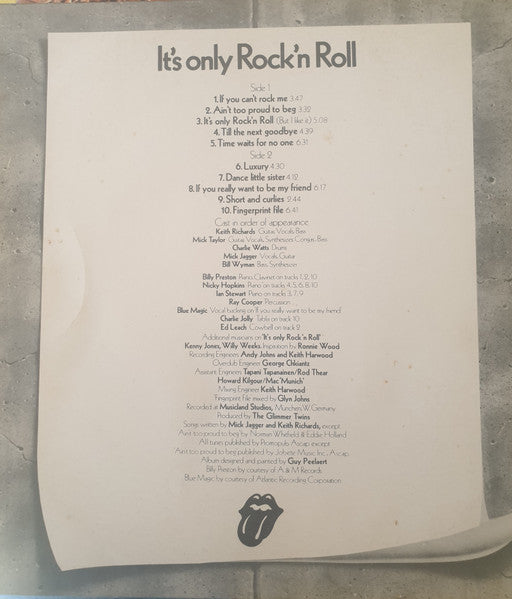 It's only Rock'n Roll
Side 1
1. If you can't rock me 3.47
2. Ain't too proud to beg 3.32
3. It's only Rock'n Roll (But I like it) 5.08
4. Till the next goodbye 4.39
5. Time waits for no one 6.31
Side 2
6. Luxury 4.30
7. Dance little sister 4.12
8. If you really want to be my friend 6.17
9. Short and curlies 2.44
10. Fingerprint file 6.41
Cast in order of appearance
Keith Richards Guitar, Vocals, Bass
Mick Taylor Guitar, Vocals, Synthesizer, Congas, Bass
Charlie Watts Drums
Mick Jagger Vocals, Guitar
Bill Wyman Bass, Synthesizer
Billy Preston Piano, Clavinet on tracks 1, 2, 10
Nicky Hopkins Piano on tracks 4, 5, 6, 8, 10
Ian Stewart Piano on tracks 3, 7, 9
Ray Cooper Percussion
Blue Magic Vocal backing on 'If you really want to be my friend'
Charlie Jolly Tabla on track 10
Ed Leach Cowbell on track 2
Additional musicians on 'It's only Rock'n Roll'
Kenny Jones, Willy Weeks. Inspiration by Ronnie Wood
Recording Engineers Andy Johns and Keith Harwood
Overdub Engineer George Chkiantz
Assistant Engineers Tapani Tapanainen/Rod Thear
Howard Kilgour/Mac 'Munich'
Mixing Engineer Keith Harwood
Fingerprint File mixed by Glyn Johns
Recorded at Musicland Studios, München, W. Germany
Produced by The Glimmer Twins
Songs written by Mick Jagger and Keith Richards, except
Ain't too proud to beg by Norman Whitfield & Eddie Holland
All tunes published by Promopub Ascap except
Ain't too proud to beg published by Jobete Music Inc., Ascap
Album designed and painted by Guy Peelaert
Billy Preston by courtesy of A & M Records
Blue Magic by courtesy of Atlantic Recording Corporation